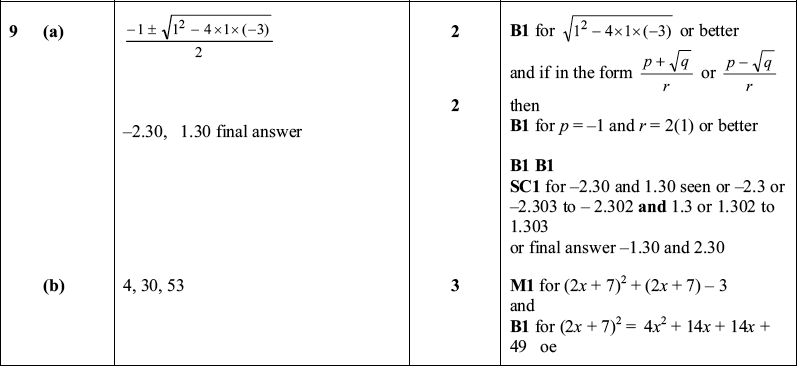 9 (a) (−1 ± √(1² − 4×1×(−3)))/2 2 B1 for √(1² − 4×1×(−3)) or better
and if in the form (p + √q)/r or (p − √q)/r
2 then
–2.30, 1.30 final answer B1 for p = –1 and r = 2(1) or better
B1 B1
SC1 for –2.30 and 1.30 seen or –2.3 or
–2.303 to – 2.302 and 1.3 or 1.302 to
1.303
or final answer –1.30 and 2.30
(b) 4, 30, 53 3 M1 for (2x + 7)² + (2x + 7) – 3
and
B1 for (2x + 7)² = 4x² + 14x + 14x +
49 oe